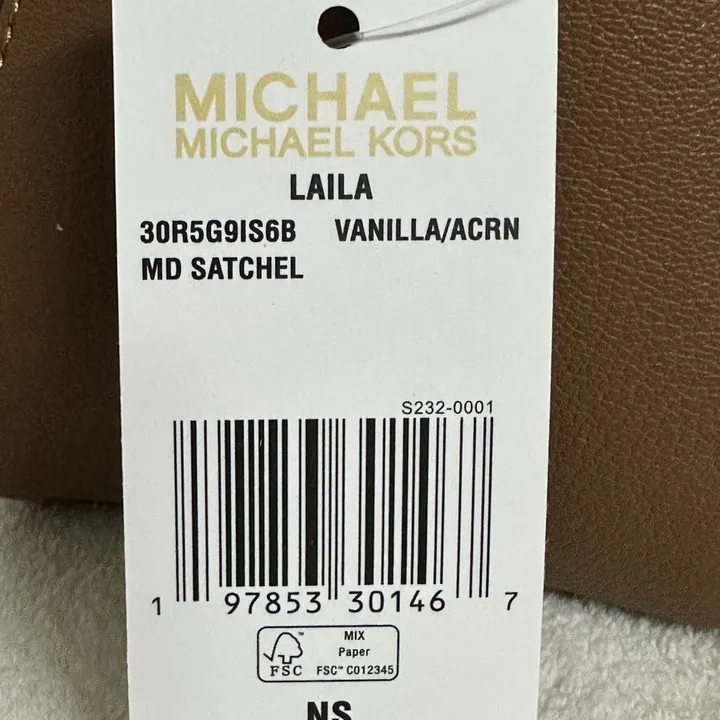 MICHAEL
MICHAEL KORS
LAILA
30R5G9IS6B VANILLA/ACRN
MD SATCHEL
S232-0001
1 97853 30146 7
FSC
MIX
Paper
FSC™ C012345
NS